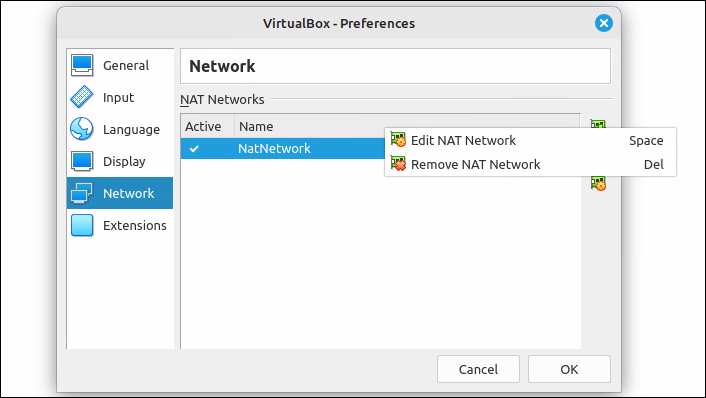 VirtualBox - Preferences
General
Input
Language
Display
Network
Extensions
Network
NAT Networks
Active Name
NatNetwork
Edit NAT Network Space
Remove NAT Network Del
Cancel OK